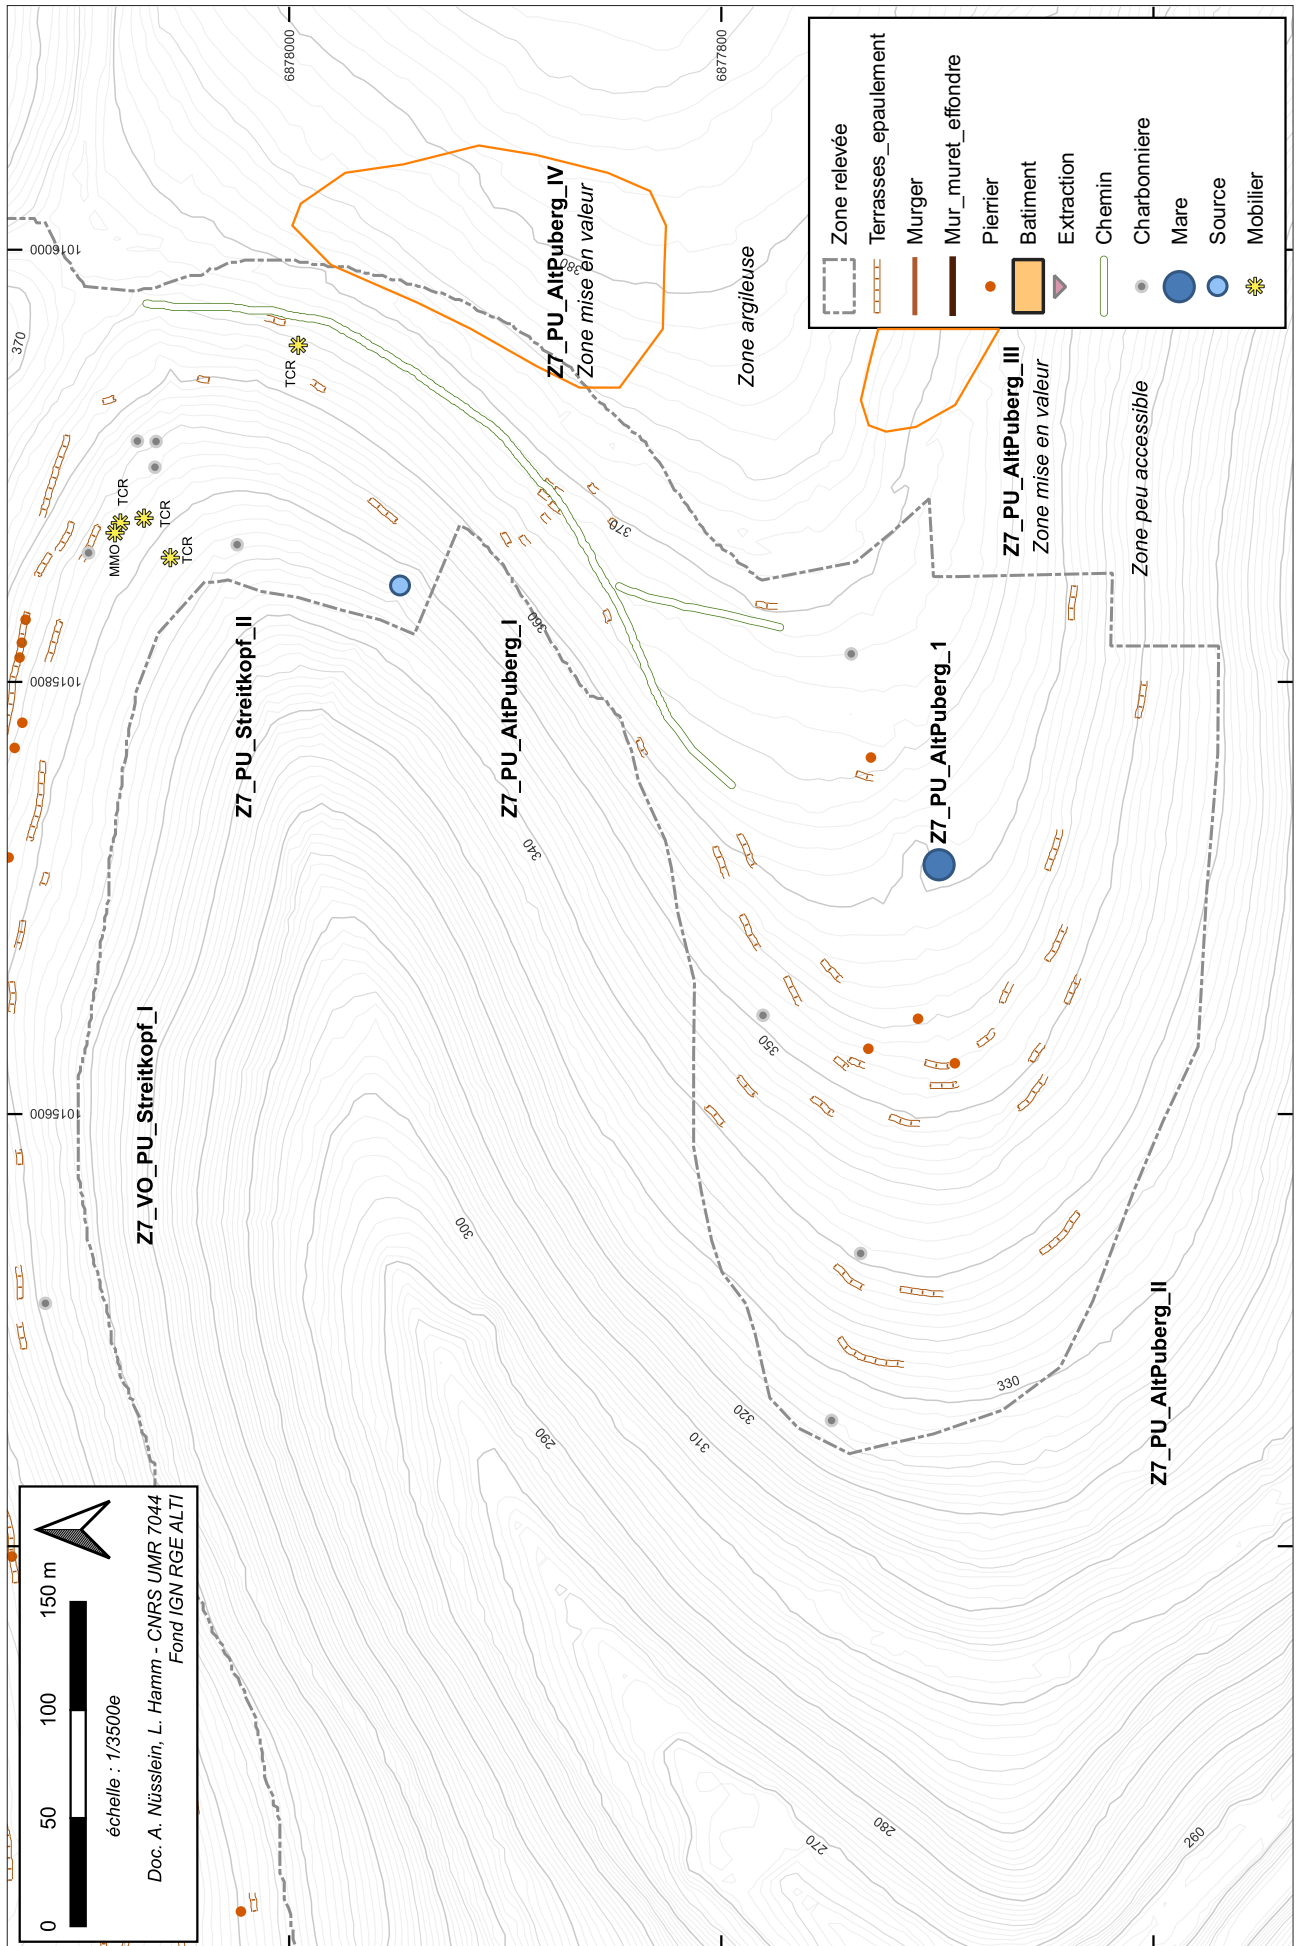 0 50 100 150 m
échelle : 1/3500e
Doc. A. Nüsslein, L. Hamm - CNRS UMR 7044
Fond IGN RGE ALTI
1015600
1015800
1016000
6878000
6877800
370
MMO
TCR
TCR
TCR
TCR
Z7_VO_PU_Streitkopf_I
Z7_PU_Streitkopf_II
Z7_PU_AltPuberg_I
Z7_PU_AltPuberg_IV
Zone mise en valeur
380
Zone argileuse
370
360
340
350
300
290
310
320
330
270
280
260
Z7_PU_AltPuberg_1
Z7_PU_AltPuberg_III
Zone mise en valeur
Zone peu accessible
Z7_PU_AltPuberg_II
Zone relevée
Terrasses_epaulement
Murger
Mur_muret_effondre
Pierrier
Batiment
Extraction
Chemin
Charbonniere
Mare
Source
Mobilier